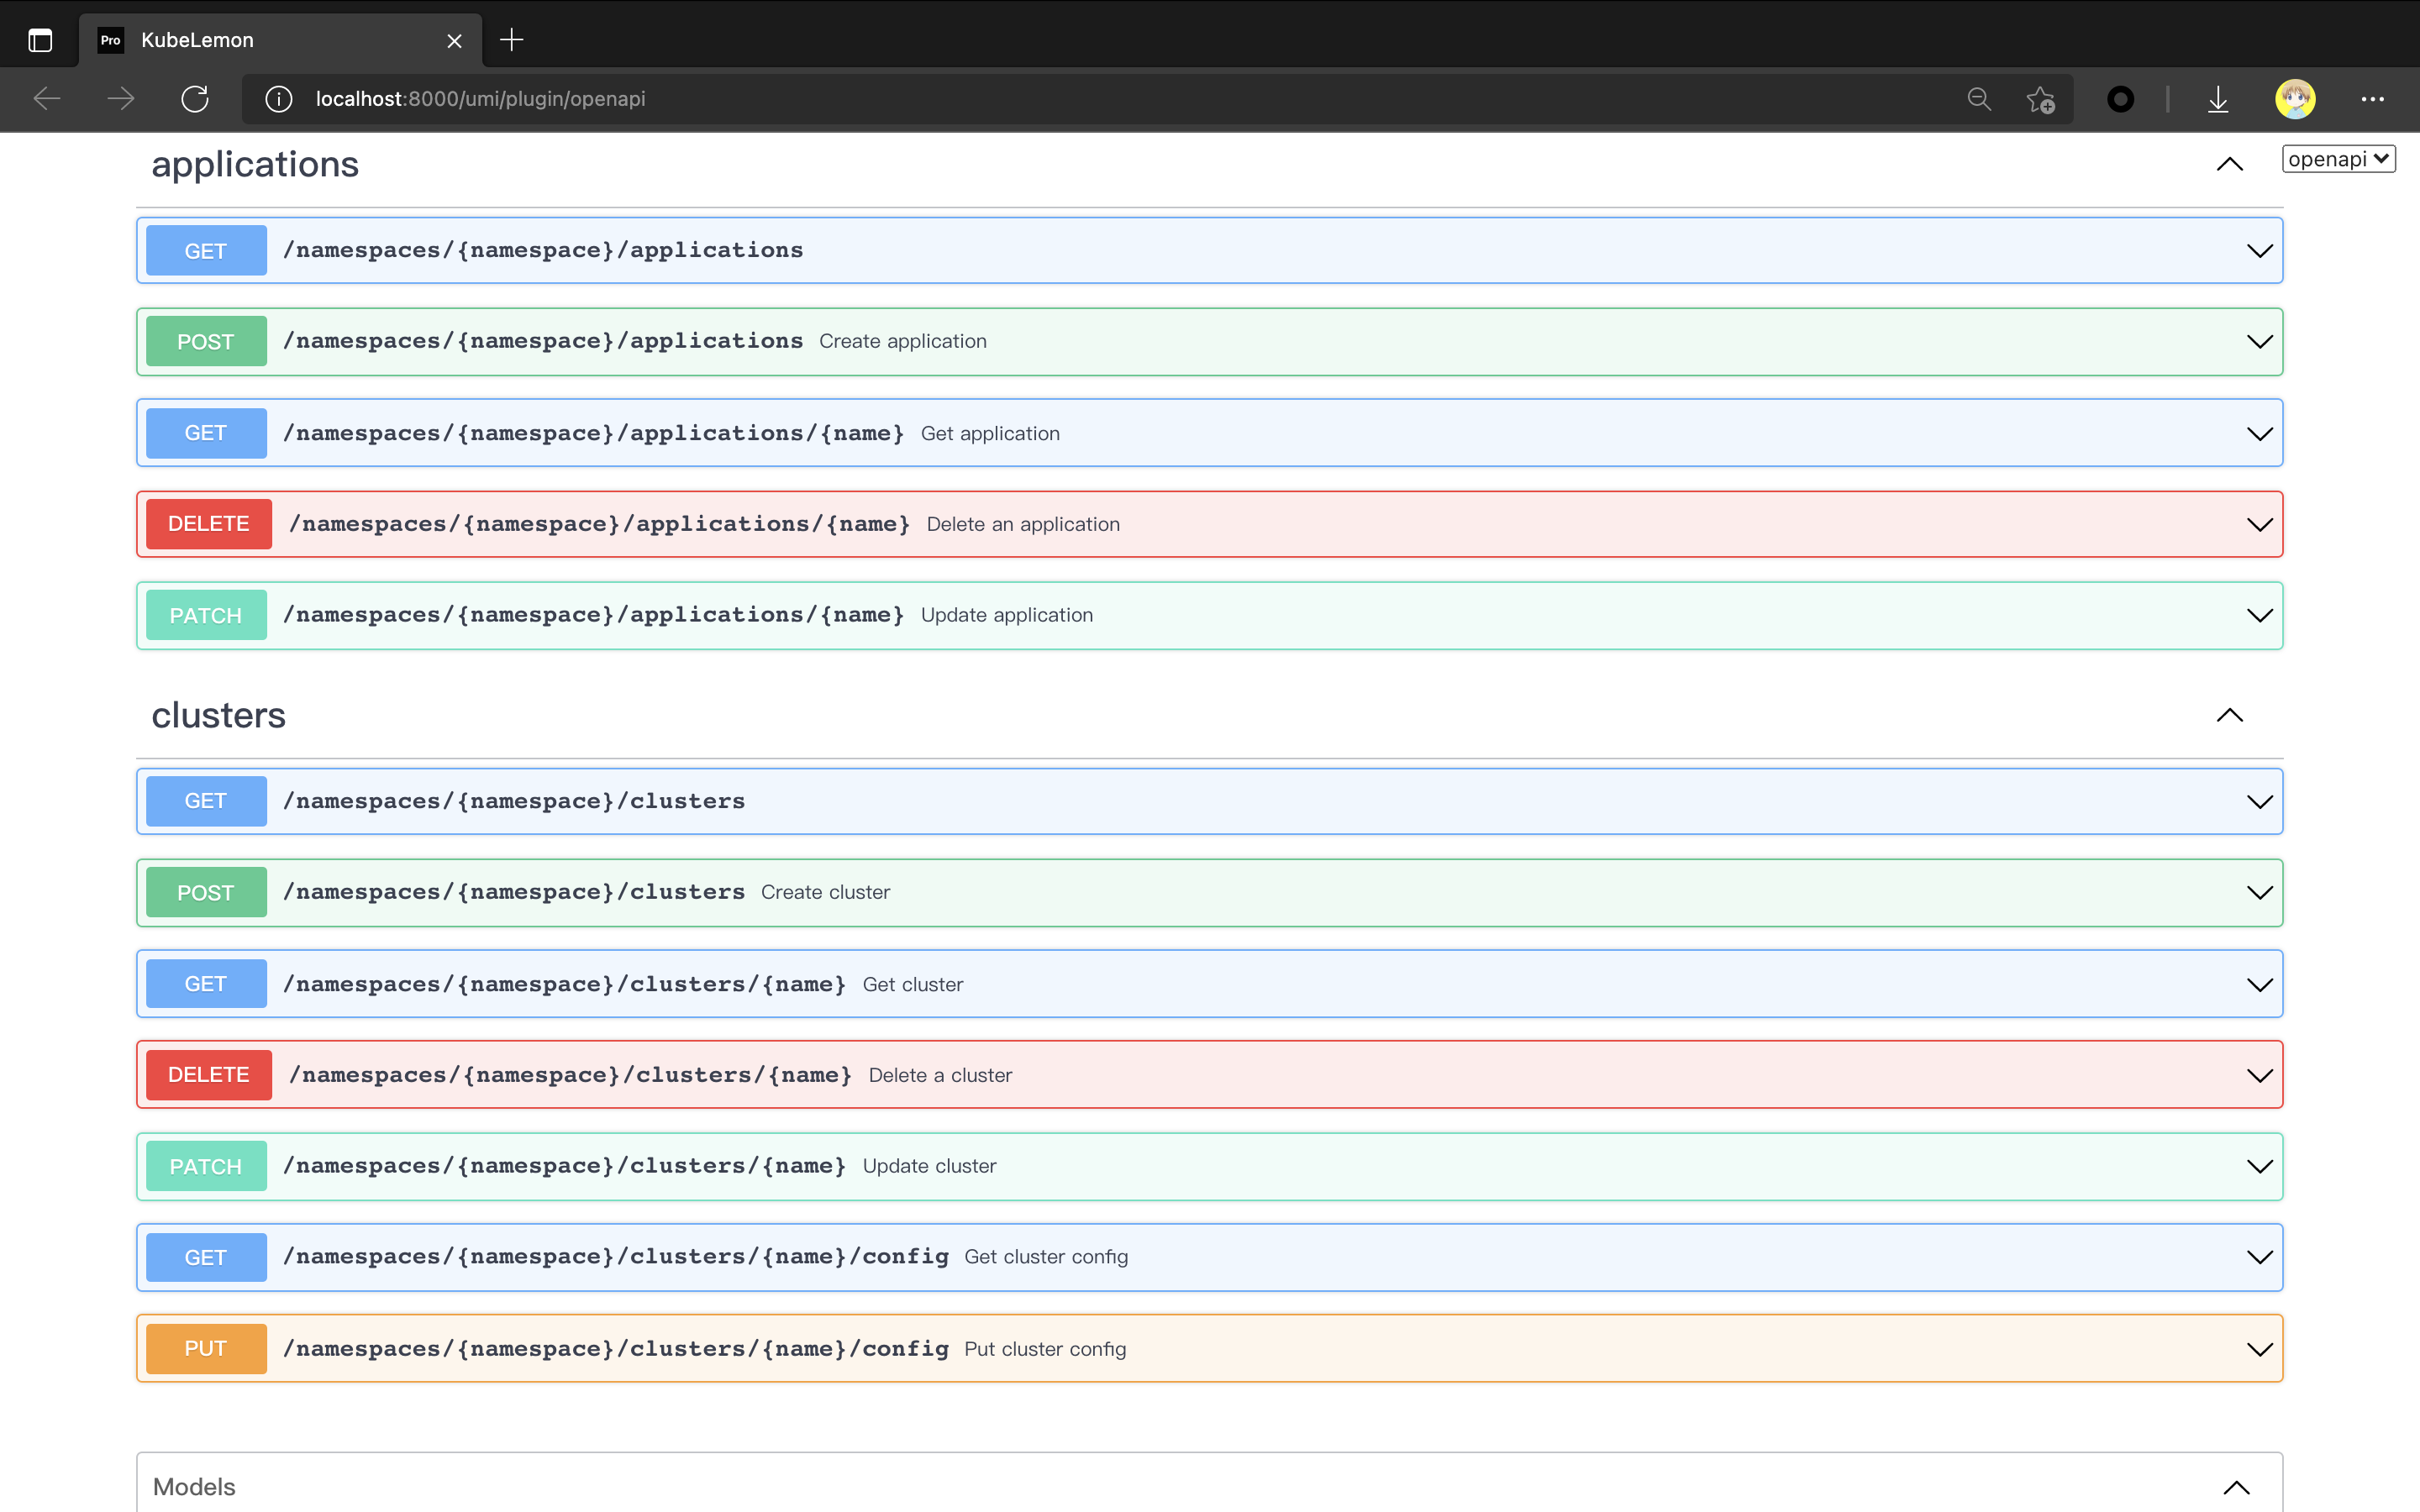 Pro KubeLemon
localhost:8000/umi/plugin/openapi
applications
openapi
GET /namespaces/{namespace}/applications
POST /namespaces/{namespace}/applications Create application
GET /namespaces/{namespace}/applications/{name} Get application
DELETE /namespaces/{namespace}/applications/{name} Delete an application
PATCH /namespaces/{namespace}/applications/{name} Update application
clusters
GET /namespaces/{namespace}/clusters
POST /namespaces/{namespace}/clusters Create cluster
GET /namespaces/{namespace}/clusters/{name} Get cluster
DELETE /namespaces/{namespace}/clusters/{name} Delete a cluster
PATCH /namespaces/{namespace}/clusters/{name} Update cluster
GET /namespaces/{namespace}/clusters/{name}/config Get cluster config
PUT /namespaces/{namespace}/clusters/{name}/config Put cluster config
Models